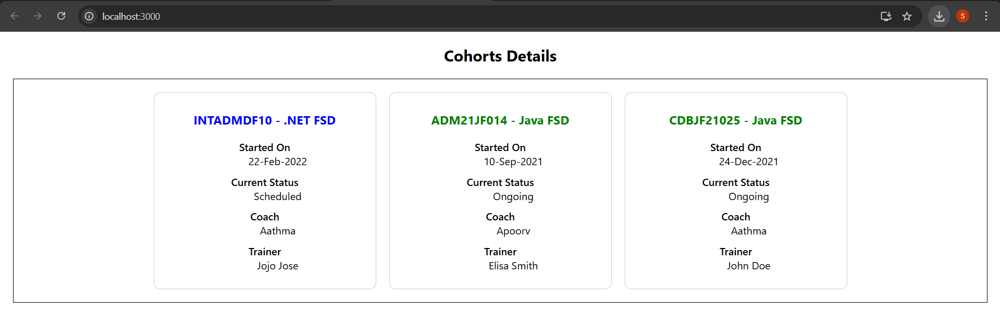 localhost:3000
S
Cohorts Details
INTADMDF10 - .NET FSD
Started On
22-Feb-2022
Current Status
Scheduled
Coach
Aathma
Trainer
Jojo Jose
ADM21JF014 - Java FSD
Started On
10-Sep-2021
Current Status
Ongoing
Coach
Apoorv
Trainer
Elisa Smith
CDBJF21025 - Java FSD
Started On
24-Dec-2021
Current Status
Ongoing
Coach
Aathma
Trainer
John Doe